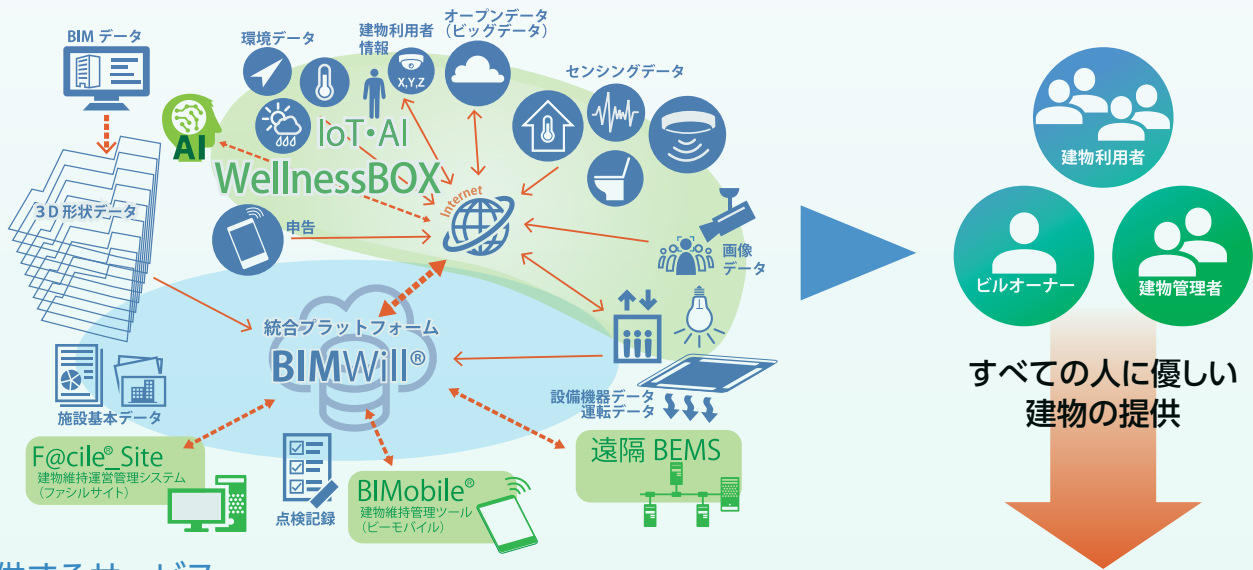 BIM データ
環境データ
建物利用者
情報
オープンデータ
（ビッグデータ）
X,Y,Z
センシングデータ
AI
IoT・AI
WellnessBOX
Internet
3D 形状データ
申告
画像
データ
統合プラットフォーム
BIMWill®
施設基本データ
設備機器データ
運転データ
F@cile®_Site
建物維持運営管理システム
（ファシルサイト）
点検記録
BIMobile®
建物維持管理ツール
（ビーモバイル）
遠隔 BEMS
建物利用者
ビルオーナー
建物管理者
すべての人に優しい
建物の提供